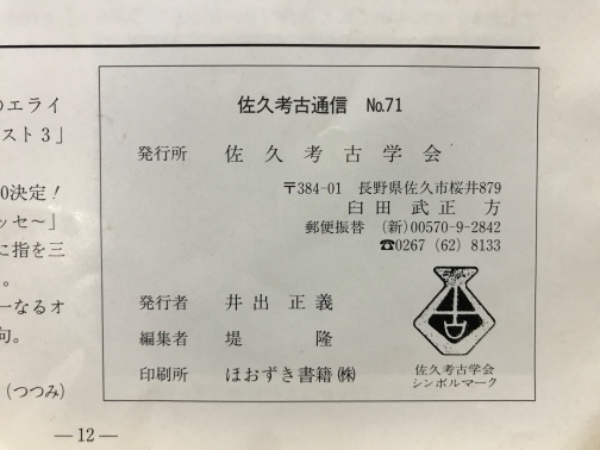 のエライ
スト3」
0決定!
ッセ~」
に指を三
。
ーなるオ
句。
(つつみ)
佐久考古通信 No.71
発行所 佐久考古学会
〒384-01 長野県佐久市桜井879
臼田武正方
郵便振替 (新)00570-9-2842
☎0267(62)8133
発行者 井出正義
編集者 堤隆
印刷所 ほおずき書籍㈱
佐久考古学会
シンボルマーク
—12—